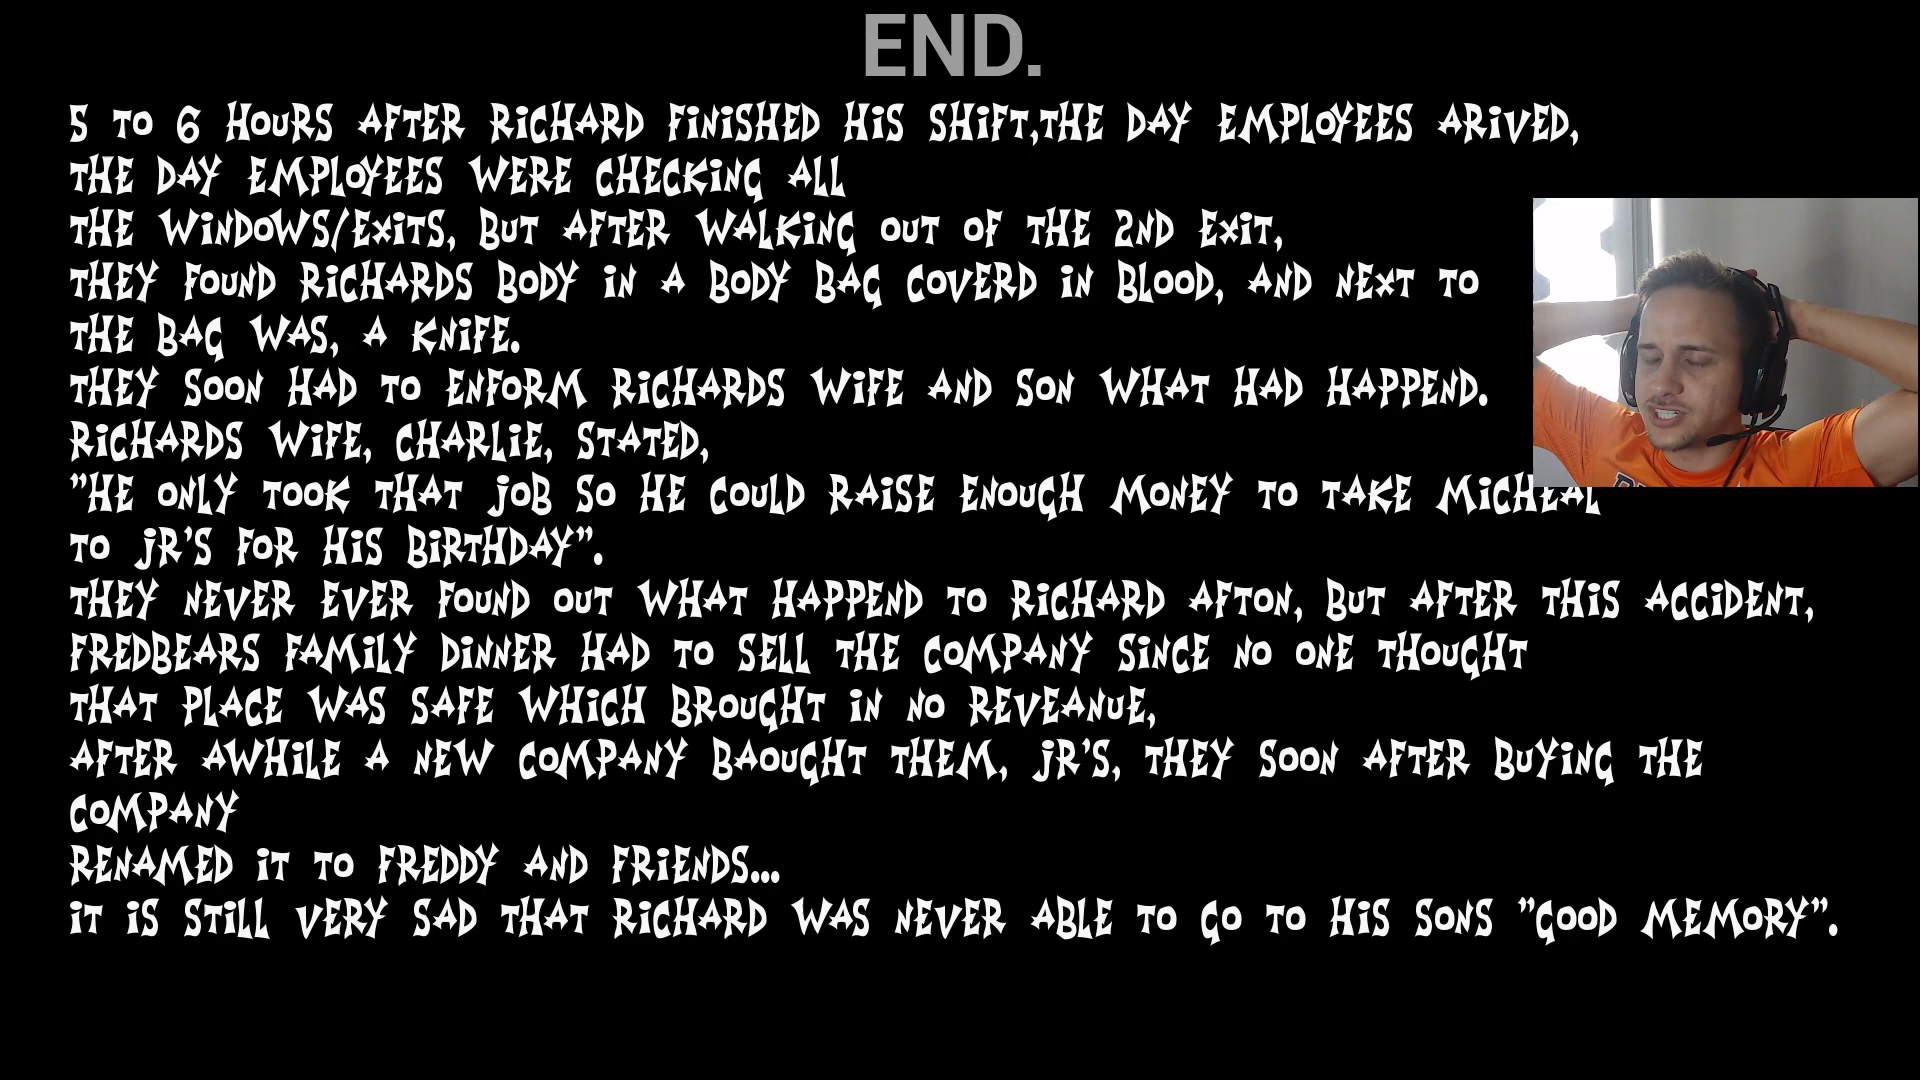 END.
5 TO 6 HOURS AFTER RICHARD FINISHED HIS SHIFT,THE DAY EMPLOYEES ARIVED,
THE DAY EMPLOYEES WERE CHECKING ALL
THE WINDOWS/EXITS, BUT AFTER WALKING OUT OF THE 2ND EXIT,
THEY FOUND RICHARDS BODY IN A BODY BAG COVERD IN BLOOD, AND NEXT TO
THE BAG WAS, A KNIFE.
THEY SOON HAD TO ENFORM RICHARDS WIFE AND SON WHAT HAD HAPPEND.
RICHARDS WIFE, CHARLIE, STATED,
"HE ONLY TOOK THAT JOB SO HE COULD RAISE ENOUGH MONEY TO TAKE MICHEAL
TO JR'S FOR HIS BIRTHDAY".
THEY NEVER EVER FOUND OUT WHAT HAPPEND TO RICHARD AFTON, BUT AFTER THIS ACCIDENT,
FREDBEARS FAMILY DINNER HAD TO SELL THE COMPANY SINCE NO ONE THOUGHT
THAT PLACE WAS SAFE WHICH BROUGHT IN NO REVEANUE,
AFTER AWHILE A NEW COMPANY BAOUGHT THEM, JR'S, THEY SOON AFTER BUYING THE
COMPANY
RENAMED IT TO FREDDY AND FRIENDS...
IT IS STILL VERY SAD THAT RICHARD WAS NEVER ABLE TO GO TO HIS SONS "GOOD MEMORY".